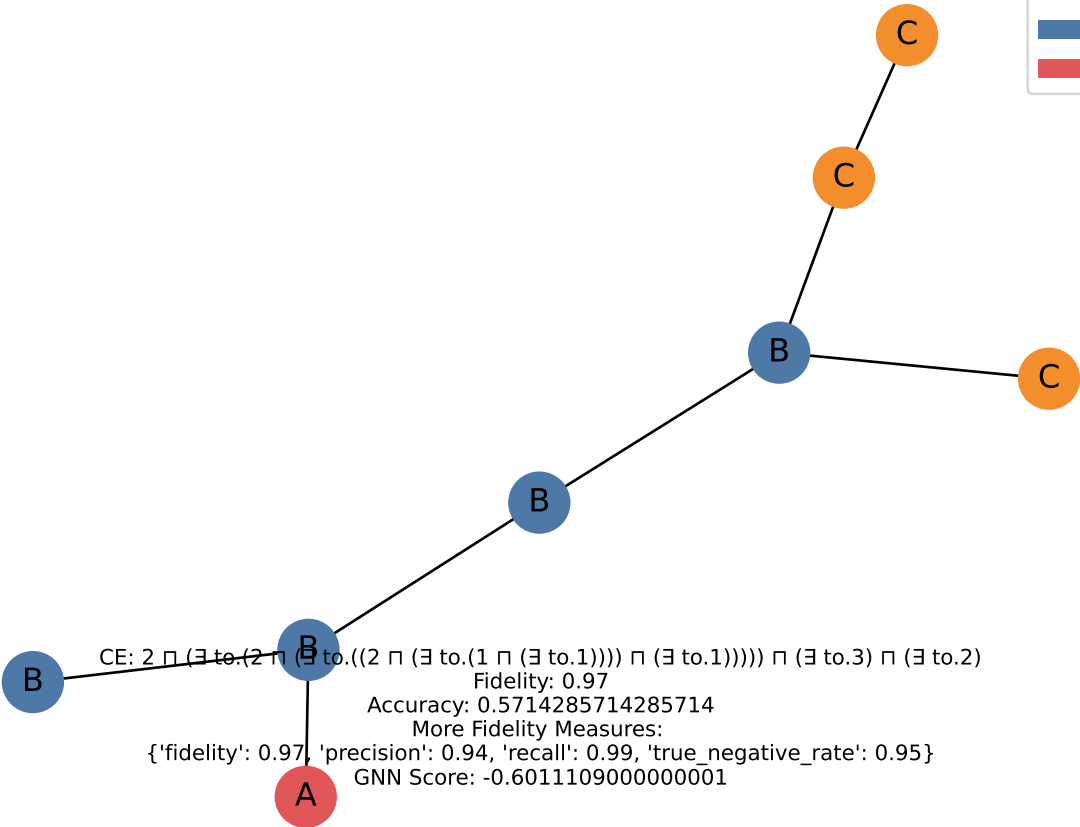 C
C
B
C
B
B
CE: 2 ⊓ (∃ to.(2 ⊓ (∃ to.((2 ⊓ (∃ to.(1 ⊓ (∃ to.1)))) ⊓ (∃ to.1))))) ⊓ (∃ to.3) ⊓ (∃ to.2)
B
Fidelity: 0.97
Accuracy: 0.5714285714285714
More Fidelity Measures:
{'fidelity': 0.97, 'precision': 0.94, 'recall': 0.99, 'true_negative_rate': 0.95}
GNN Score: -0.6011109000000001
A